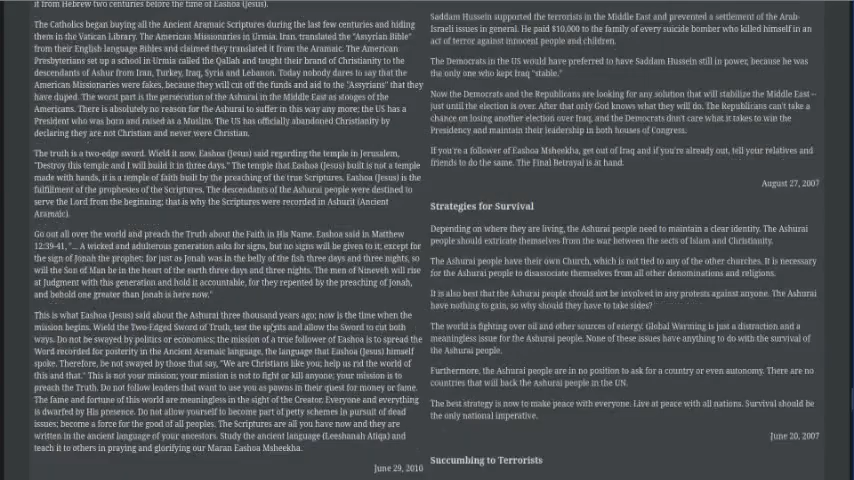 it from Hebrew two centuries before the time of Eashoa (Jesus).
The Catholics began buying all the Ancient Aramaic Scriptures during the last few centuries and hiding
them in the Vatican Library. The American Missionaries in Urmia. Iran, translated the "Assyrian Bible"
from their English language Bibles and claimed they translated it from the Aramaic. The American
Presbyterians set up a school in Urmia called the Qallah and taught their brand of Christianity to the
descendants of Ashur from Iran, Turkey, Iraq, Syria and Lebanon. Today nobody dares to say that the
American Missionaries were fakes, because they will cut off the funds and aid to the "Assyrians" that they
have duped. The worst part is the persecution of the Ashurai in the Middle East as stooges of the
Americans. There is absolutely no reason for the Ashurai to suffer in this way any more; the US has a
President who was born and raised as a Muslim. The US has officially abandoned Christianity by
declaring they are not Christian and never were Christian.
The truth is a two-edge sword. Wield it now. Eashoa (Jesus) said regarding the temple in Jerusalem,
"Destroy this temple and I will build it in three days." The temple that Eashoa (Jesus) built is not a temple
made with hands, it is a temple of faith built by the preaching of the true Scriptures. Eashoa (Jesus) is the
fulfillment of the prophesies of the Scriptures. The descendants of the Ashurai people were destined to
serve the Lord from the beginning; that is why the Scriptures were recorded in Ashurit (Ancient
Aramaic).
Go out all over the world and preach the Truth about the Faith in His Name. Eashoa said in Matthew
12:39-41, "... A wicked and adulterous generation asks for signs, but no signs will be given to it, except for
the sign of Jonah the prophet; for just as Jonah was in the belly of the fish three days and three nights, so
will the Son of Man be in the heart of the earth three days and three nights. The men of Nineveh will rise
at Judgment with this generation and hold it accountable, for they repented by the preaching of Jonah,
and behold one greater than Jonah is here now."
This is what Eashoa (Jesus) said about the Ashurai three thousand years ago; now is the time when the
mission begins. Wield the Two-Edged Sword of Truth, test the spirits and allow the Sword to cut both
ways. Do not be swayed by politics or economics; the mission of a true follower of Eashoa is to spread the
Word recorded for posterity in the Ancient Aramaic language, the language that Eashoa (Jesus) himself
spoke. Therefore, be not swayed by those that say, "We are Christians like you; help us rid the world of
this and that." This is not your mission; your mission is not to fight or kill anyone; your mission is to
preach the Truth. Do not follow leaders that want to use you as pawns in their quest for money or fame.
The fame and fortune of this world are meaningless in the sight of the Creator. Everyone and everything
is dwarfed by His presence. Do not allow yourself to become part of petty schemes in pursuit of dead
issues; become a force for the good of all peoples. The Scriptures are all you have now and they are
written in the ancient language of your ancestors. Study the ancient language (Leeshanah Atiqa) and
teach it to others in praying and glorifying our Maran Eashoa Msheekha.
June 29, 2010
Saddam Hussein supported the terrorists in the Middle East and prevented a settlement of the Arab-
Israeli issues in general. He paid $10,000 to the family of every suicide bomber who killed himself in an
act of terror against innocent people and children.
The Democrats in the US would have preferred to have Saddam Hussein still in power, because he was
the only one who kept Iraq "stable."
Now the Democrats and the Republicans are looking for any solution that will stabilize the Middle East --
just until the election is over. After that only God knows what they will do. The Republicans can't take a
chance on losing another election over Iraq, and the Democrats don't care what it takes to win the
Presidency and maintain their leadership in both houses of Congress.
If you're a follower of Eashoa Msheekha, get out of Iraq and if you're already out, tell your relatives and
friends to do the same. The Final Betrayal is at hand.
August 27, 2007
Strategies for Survival
Depending on where they are living, the Ashurai people need to maintain a clear identity. The Ashurai
people should extricate themselves from the war between the sects of Islam and Christianity.
The Ashurai people have their own Church, which is not tied to any of the other churches. It is necessary
for the Ashurai people to disassociate themselves from all other denominations and religions.
It is also best that the Ashurai people should not be involved in any protests against anyone. The Ashurai
have nothing to gain, so why should they have to take sides?
The world is fighting over oil and other sources of energy. Global Warming is just a distraction and a
meaningless issue for the Ashurai people. None of these issues have anything to do with the survival of
the Ashurai people.
Furthermore, the Ashurai people are in no position to ask for a country or even autonomy. There are no
countries that will back the Ashurai people in the UN.
The best strategy is now to make peace with everyone. Live at peace with all nations. Survival should be
the only national imperative.
June 20, 2007
Succumbing to Terrorists